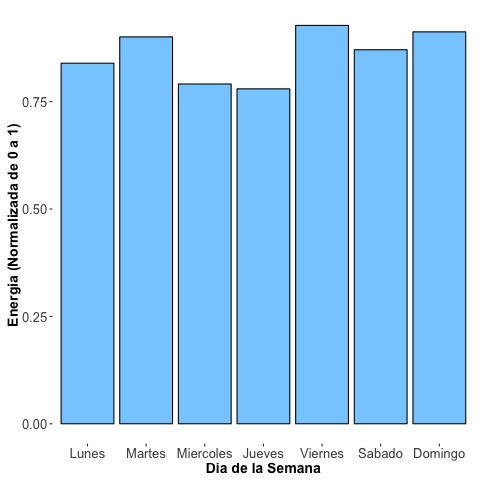 Energia (Normalizada de 0 a 1)
0.75
0.50
0.25
0.00
Lunes Martes Miercoles Jueves Viernes Sabado Domingo
Dia de la Semana